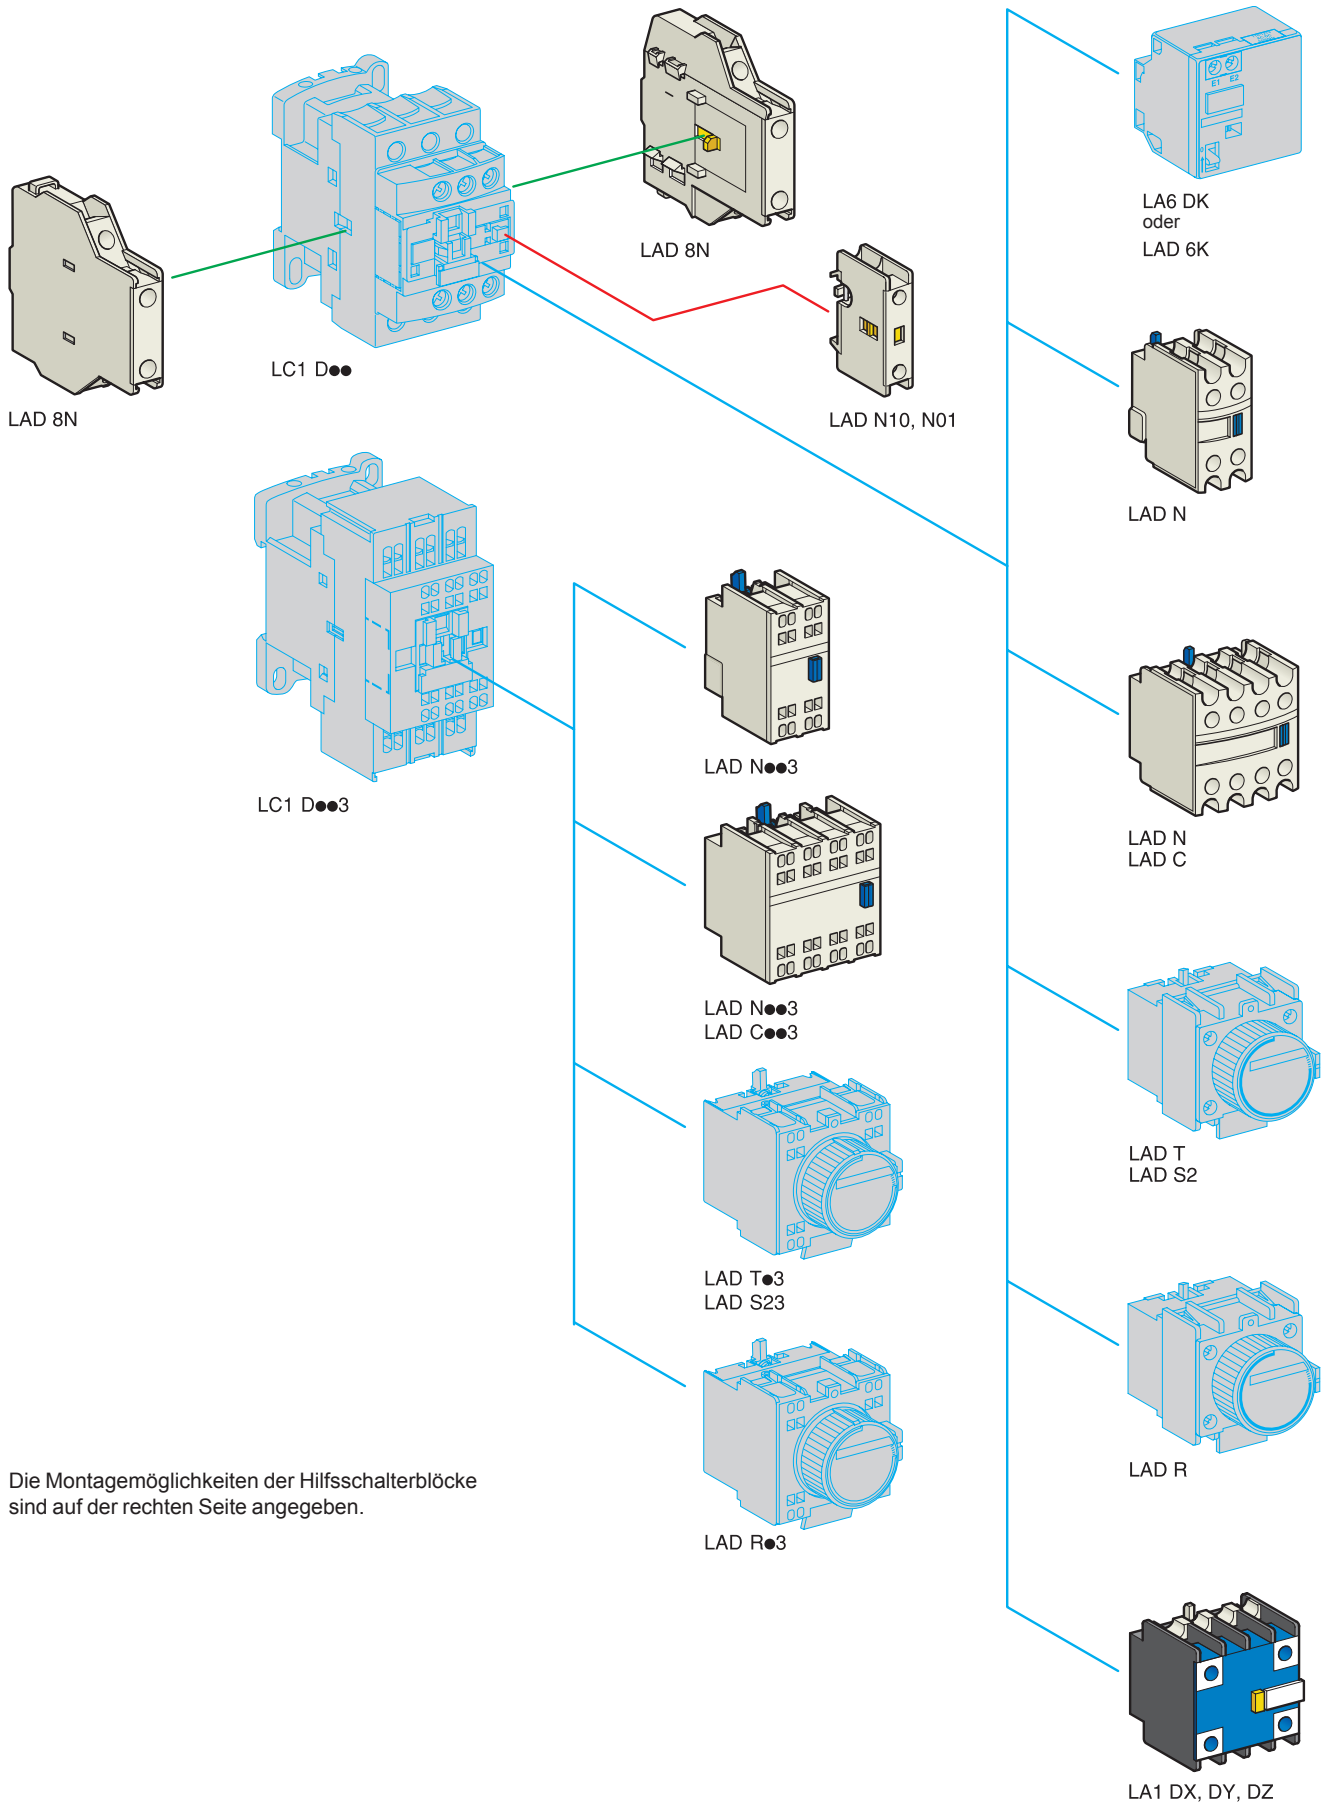 E1 E2
LA6 DK
oder
LAD 6K
LAD 8N
LC1 D●●
LAD 8N
LAD N10, N01
LAD N
LAD N●●3
LC1 D●●3
LAD N
LAD C
LAD N●●3
LAD C●●3
LAD T
LAD S2
LAD T●3
LAD S23
LAD R
Die Montagemöglichkeiten der Hilfsschalterblöcke
sind auf der rechten Seite angegeben.
LAD R●3
LA1 DX, DY, DZ